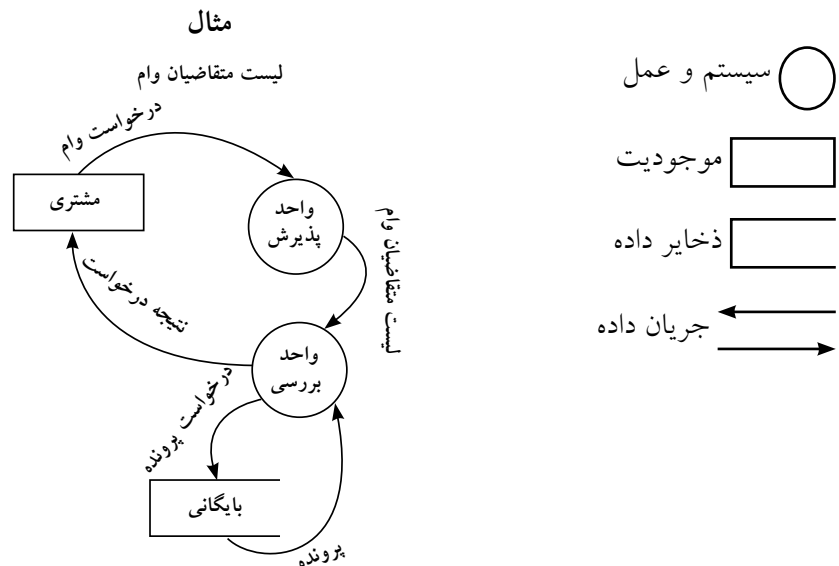 مثال
لیست متقاضیان وام
درخواست وام
مشتری
واحد
پذیرش
لیست متقاضیان وام
نتیجه درخواست
واحد
بررسی
درخواست پرونده
بایگانی
پرونده
سیستم و عمل
موجودیت
ذخایر داده
جریان داده